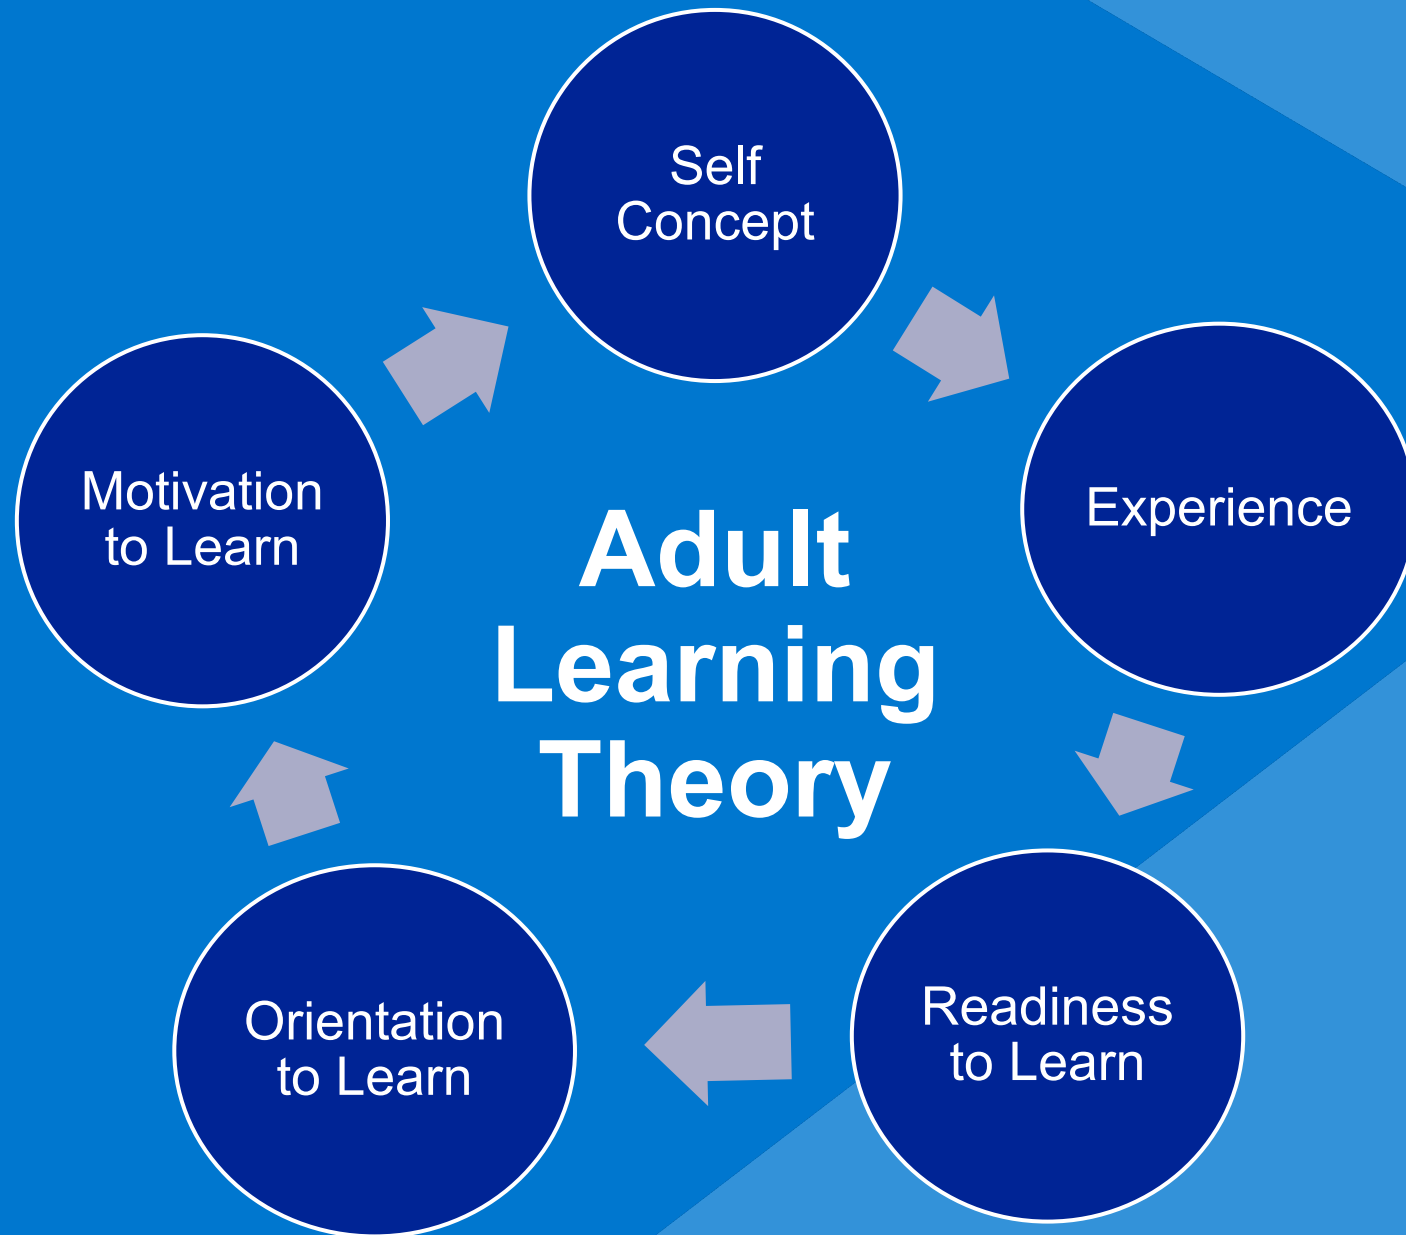 Self
Concept
Experience
Readiness
to Learn
Orientation
to Learn
Motivation
to Learn
Adult
Learning
Theory